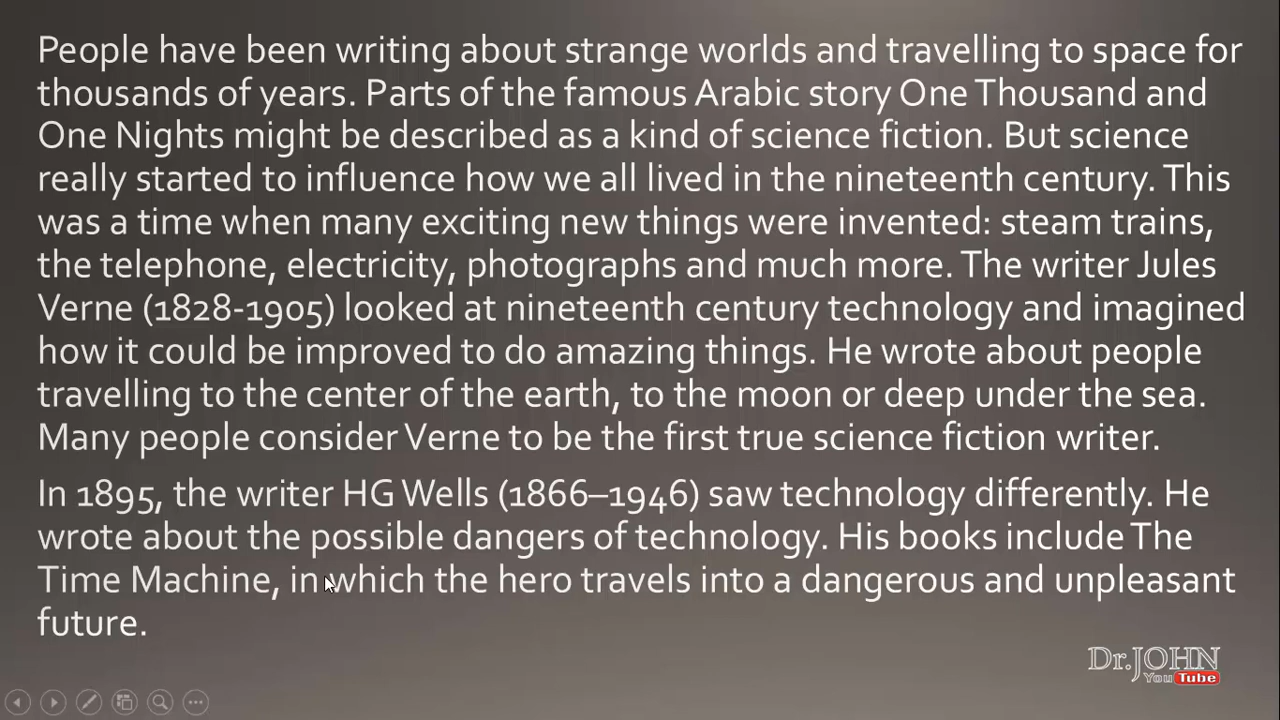 People have been writing about strange worlds and travelling to space for
thousands of years. Parts of the famous Arabic story One Thousand and
One Nights might be described as a kind of science fiction. But science
really started to influence how we all lived in the nineteenth century. This
was a time when many exciting new things were invented: steam trains,
the telephone, electricity, photographs and much more. The writer Jules
Verne (1828-1905) looked at nineteenth century technology and imagined
how it could be improved to do amazing things. He wrote about people
travelling to the center of the earth, to the moon or deep under the sea.
Many people consider Verne to be the first true science fiction writer.
In 1895, the writer HG Wells (1866–1946) saw technology differently. He
wrote about the possible dangers of technology. His books include The
Time Machine, in which the hero travels into a dangerous and unpleasant
future.
Dr.JOHN
You Tube